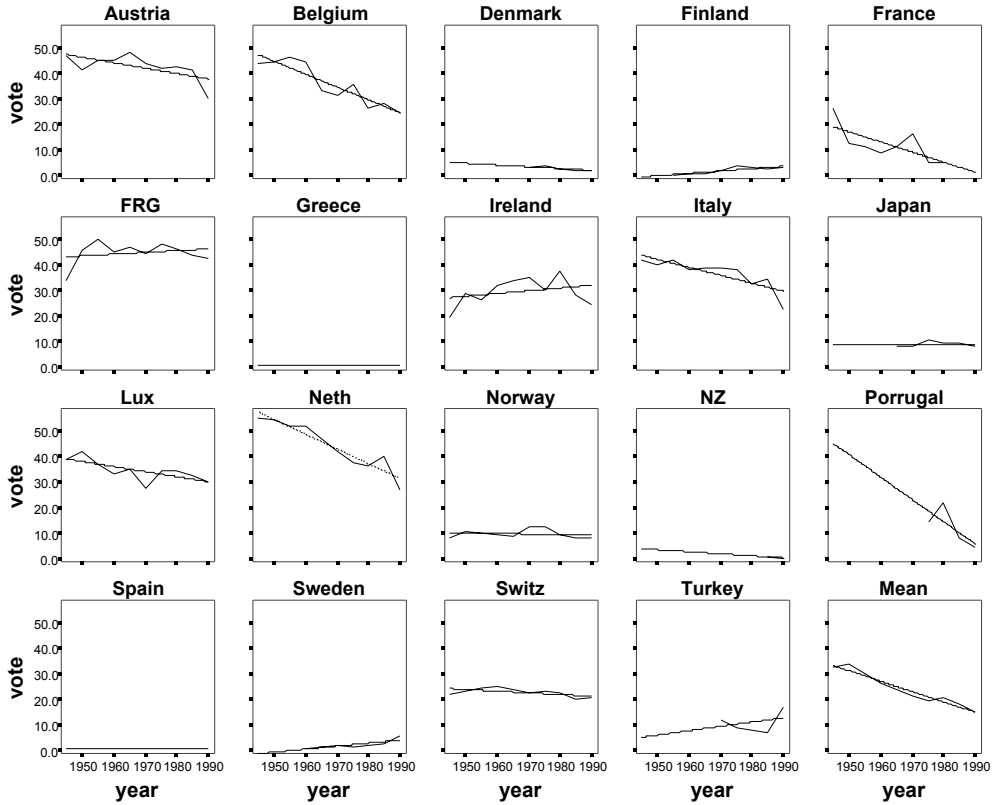 Austria Belgium Denmark Finland France
vote
50.0
40.0
30.0
20.0
10.0
0.0
FRG Greece Ireland Italy Japan
vote
50.0
40.0
30.0
20.0
10.0
0.0
Lux Neth Norway NZ Porrugal
vote
50.0
40.0
30.0
20.0
10.0
0.0
Spain Sweden Switz Turkey Mean
vote
50.0
40.0
30.0
20.0
10.0
0.0
1950 1960 1970 1980 1990 1950 1960 1970 1980 1990 1950 1960 1970 1980 1990 1950 1960 1970 1980 1990 1950 1960 1970 1980 1990
year year year year year